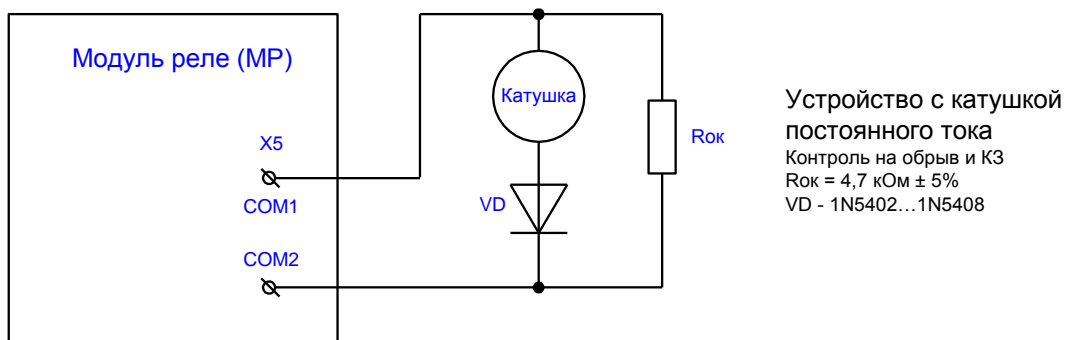 Модуль реле (МР)
Катушка
X5
Rок
COM1
VD
COM2
Устройство с катушкой
постоянного тока
Контроль на обрыв и КЗ
Rок = 4,7 кОм ± 5%
VD - 1N5402…1N5408